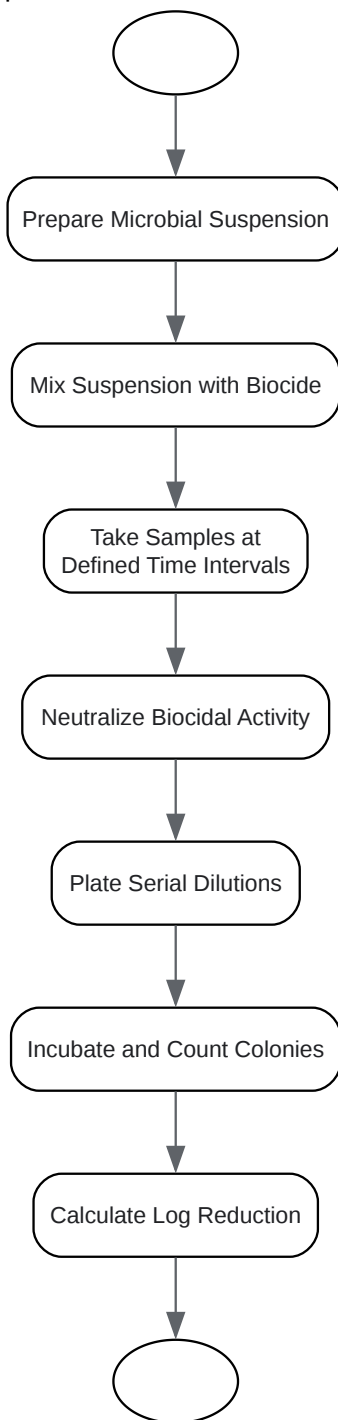 Prepare Microbial Suspension
Mix Suspension with Biocide
Take Samples at
Defined Time Intervals
Neutralize Biocidal Activity
Plate Serial Dilutions
Incubate and Count Colonies
Calculate Log Reduction